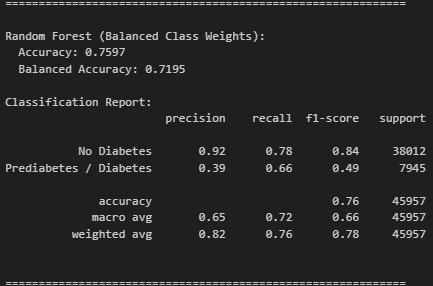 ============================================================
Random Forest (Balanced Class Weights):
  Accuracy: 0.7597
  Balanced Accuracy: 0.7195

Classification Report:
                        precision    recall  f1-score   support

           No Diabetes       0.92      0.78      0.84     38012
Prediabetes / Diabetes       0.39      0.66      0.49      7945

              accuracy                           0.76     45957
             macro avg       0.65      0.72      0.66     45957
          weighted avg       0.82      0.76      0.78     45957

============================================================